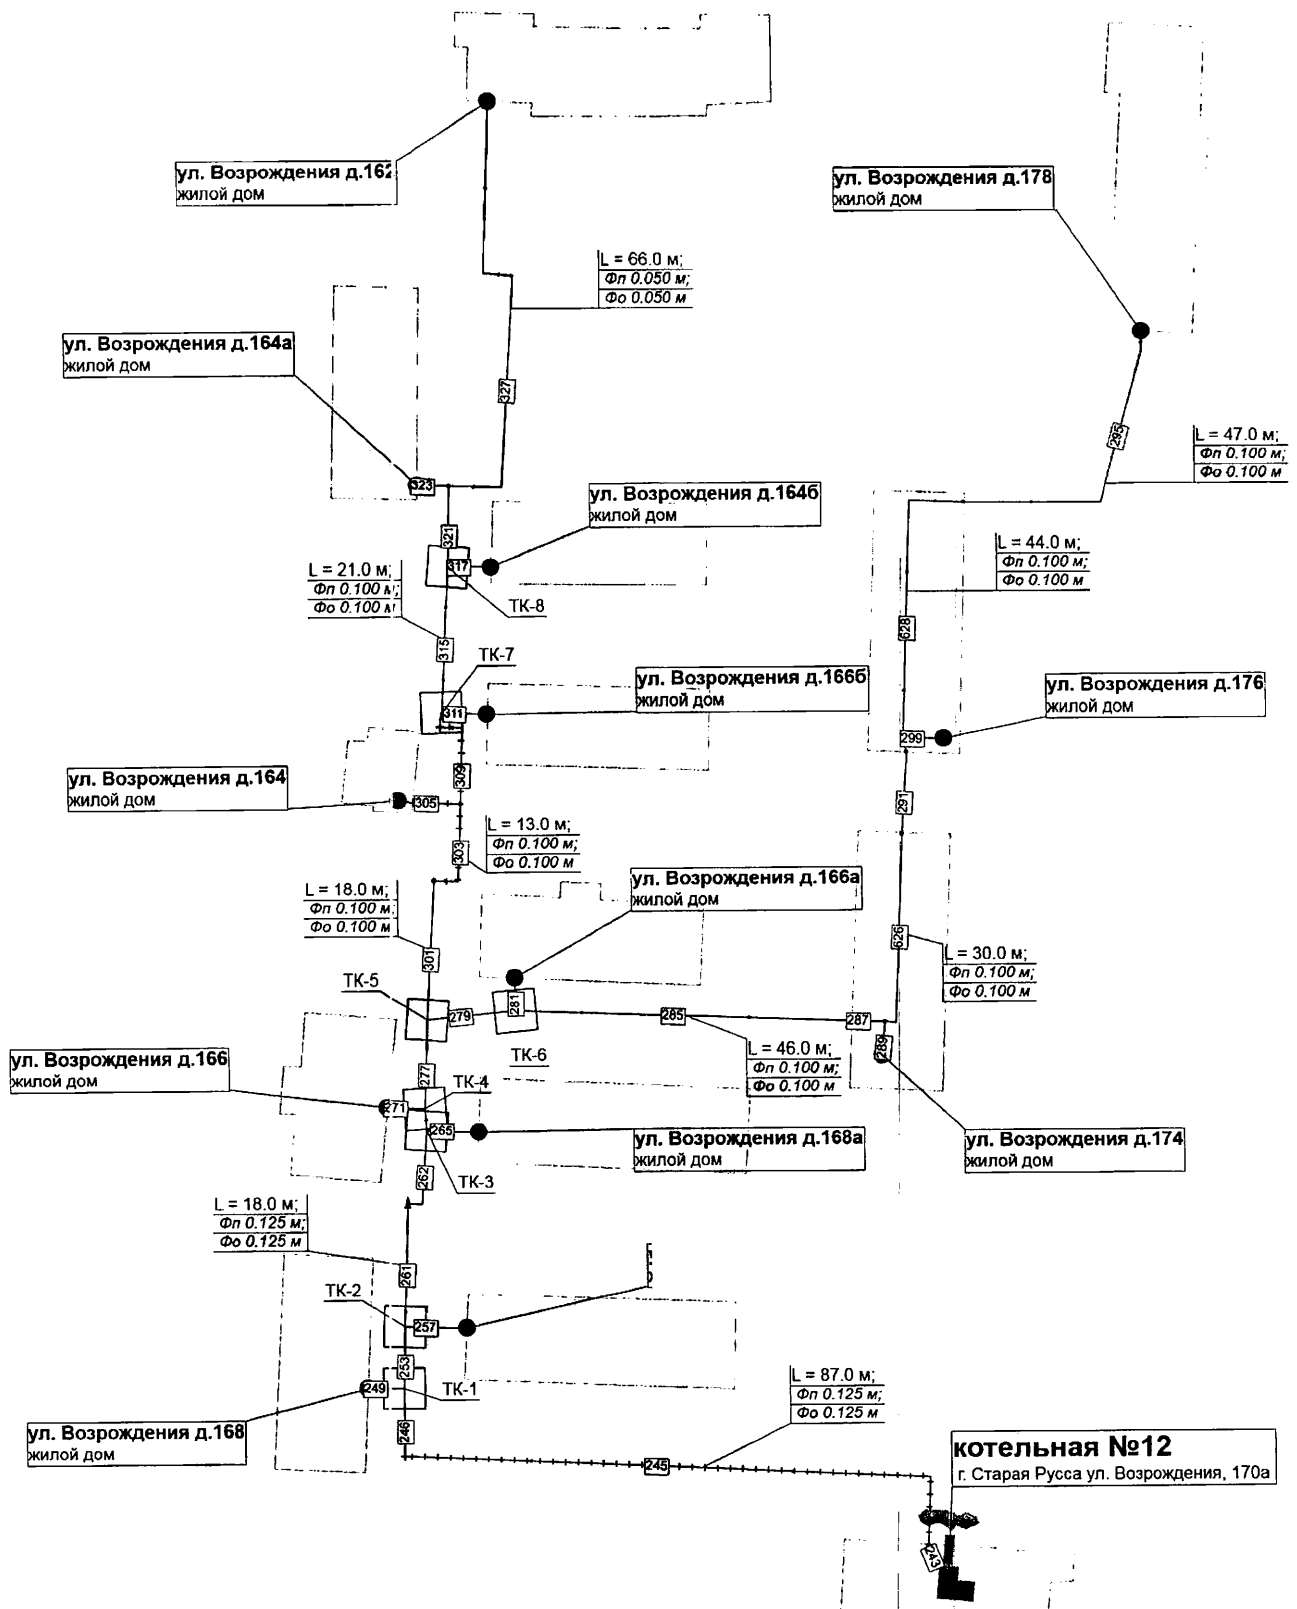 ул. Возрождения д.162
жилой дом
ул. Возрождения д.178
жилой дом
L = 66.0 м;
Фп 0.050 м;
Фо 0.050 м
ул. Возрождения д.164а
жилой дом
327
295
L = 47.0 м;
Фп 0.100 м;
Фо 0.100 м
323
ул. Возрождения д.164б
жилой дом
321
317
L = 44.0 м;
Фп 0.100 м;
Фо 0.100 м
L = 21.0 м;
Фп 0.100 м;
Фо 0.100 м
ТК-8
628
315
ТК-7
ул. Возрождения д.166б
жилой дом
ул. Возрождения д.176
жилой дом
311
299
309
ул. Возрождения д.164
жилой дом
305
291
L = 13.0 м;
Фп 0.100 м;
Фо 0.100 м
303
ул. Возрождения д.166а
жилой дом
L = 18.0 м;
Фп 0.100 м;
Фо 0.100 м
626
L = 30.0 м;
Фп 0.100 м;
Фо 0.100 м
301
ТК-5
279
281
285
287
289
ТК-6
L = 46.0 м;
Фп 0.100 м;
Фо 0.100 м
ул. Возрождения д.166
жилой дом
277
ТК-4
271
265
ул. Возрождения д.168а
жилой дом
ул. Возрождения д.174
жилой дом
262
ТК-3
L = 18.0 м;
Фп 0.125 м;
Фо 0.125 м
261
ТК-2
257
253
249
ТК-1
L = 87.0 м;
Фп 0.125 м;
Фо 0.125 м
ул. Возрождения д.168
жилой дом
246
245
котельная №12
г. Старая Русса ул. Возрождения, 170а
243